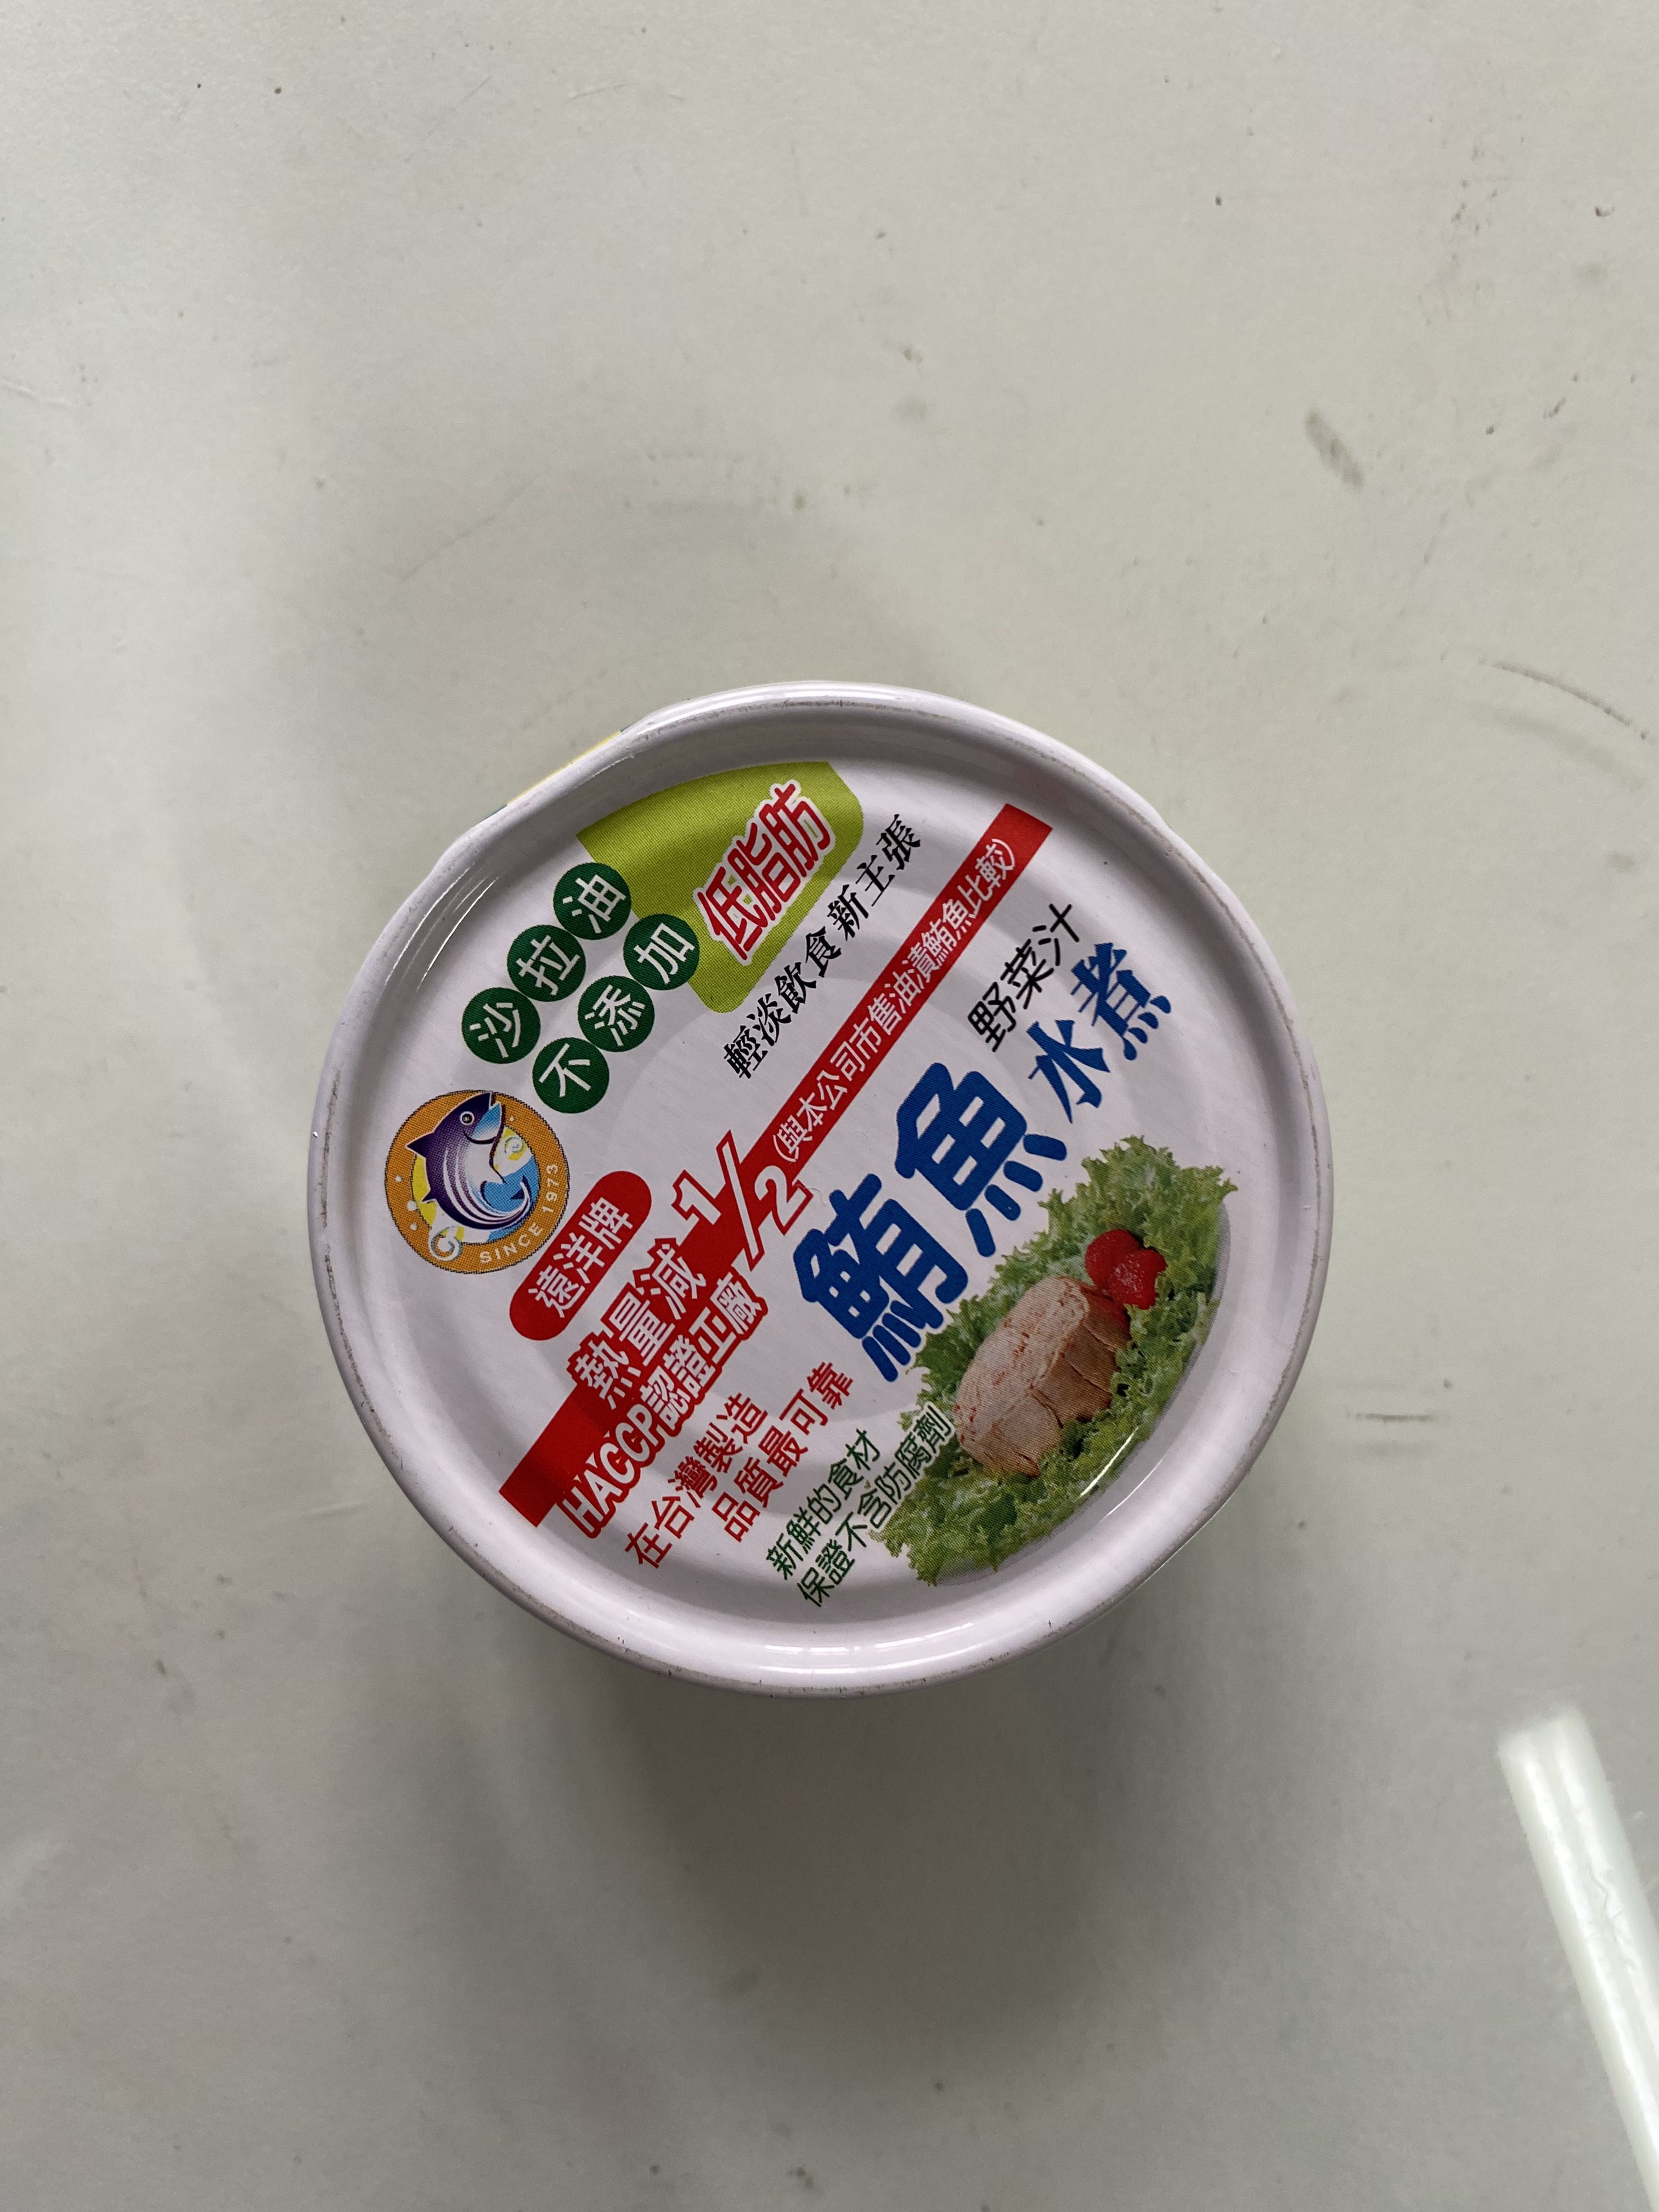 沙拉油
不添加
低脂肪
輕淡飲食 新主張
SINCE 1973
遠洋牌
熱量減1/2(與本公司市售油漬鮪魚比較)
HACCP認證工廠
在台灣製造
品質最可靠
野菜汁
鮪魚水煮
新鮮的食材
保證不含防腐劑